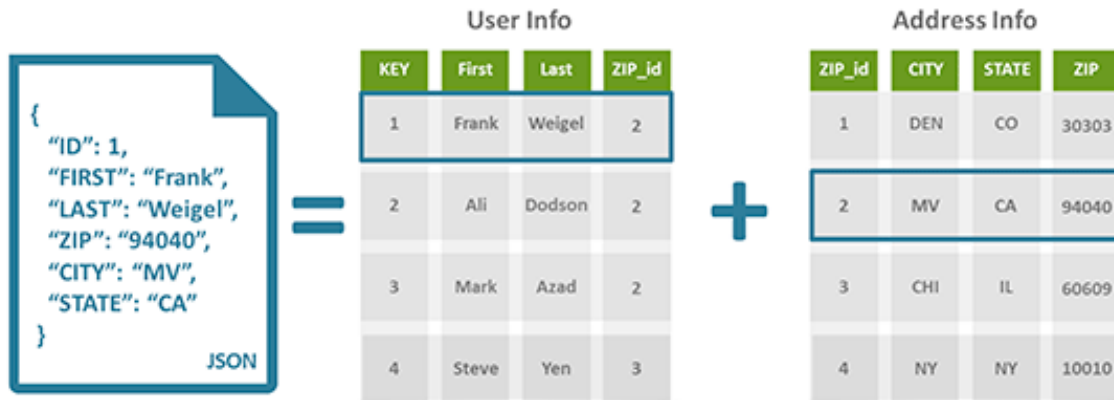 User Info
Address Info
{
“ID”: 1,
“FIRST”: “Frank”,
“LAST”: “Weigel”,
“ZIP”: “94040”,
“CITY”: “MV”,
“STATE”: “CA”
}
JSON
=
KEY First Last ZIP_id
1 Frank Weigel 2
2 Ali Dodson 2
3 Mark Azad 2
4 Steve Yen 3
+
ZIP_id CITY STATE ZIP
1 DEN CO 30303
2 MV CA 94040
3 CHI IL 60609
4 NY NY 10010